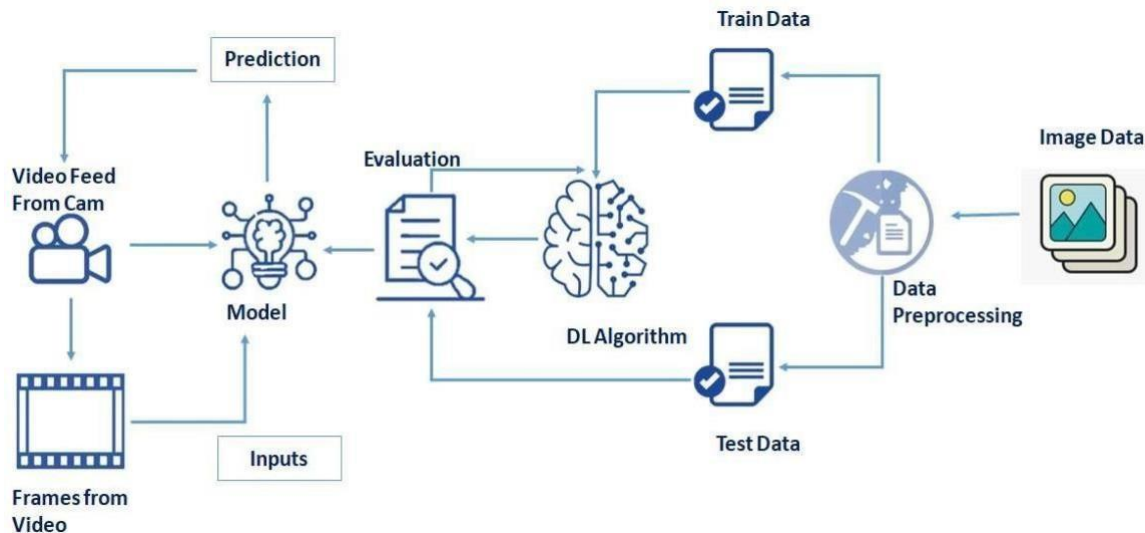 Train Data
Prediction
Image Data
Evaluation
Video Feed
From Cam
Data
Preprocessing
Model
DL Algorithm
Test Data
Inputs
Frames from
Video